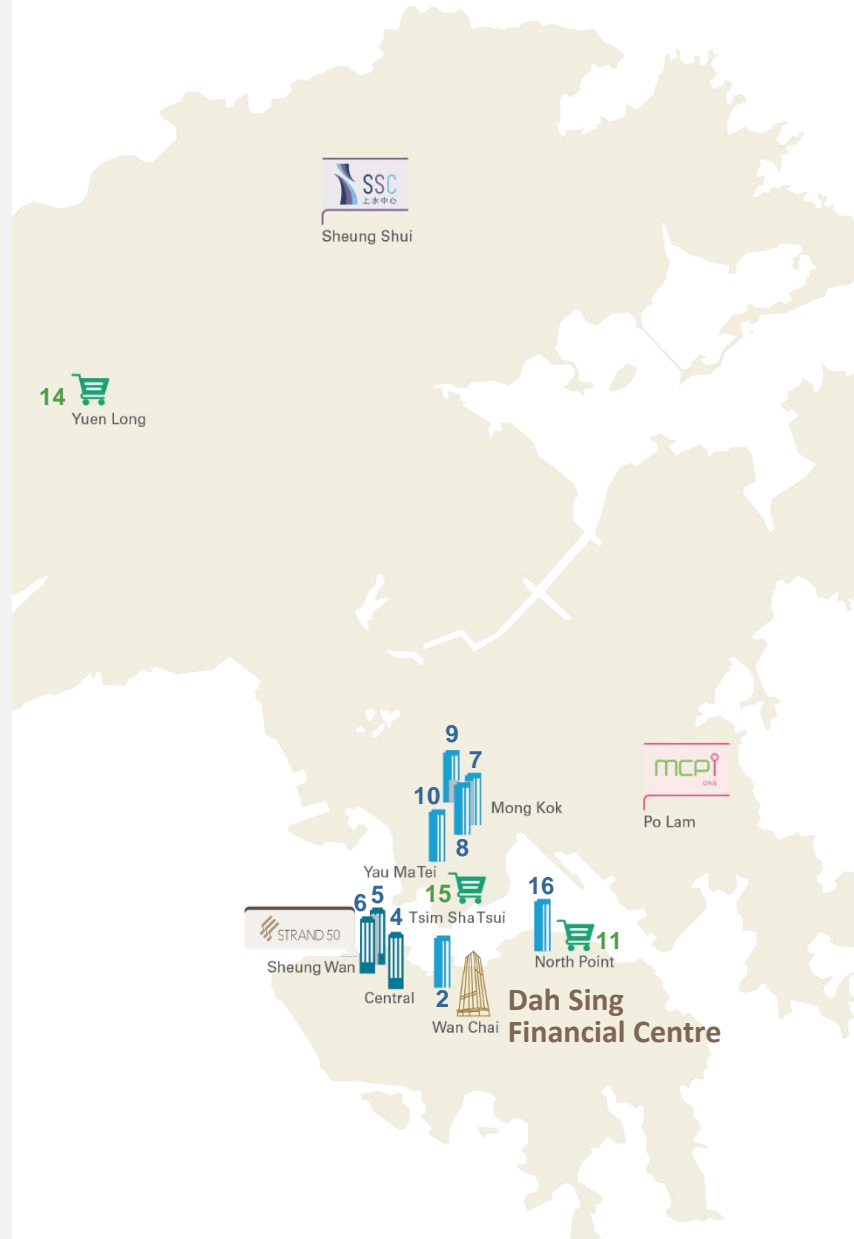 SSC
上水中心
Sheung Shui
14
Yuen Long
9
7
mcpi
ONE
10
Mong Kok
Po Lam
8
Yau Ma Tei
15
16
6
5
4
Tsim Sha Tsui
STRAND 50
11
Sheung Wan
North Point
Central
2
Dah Sing
Financial Centre
Wan Chai